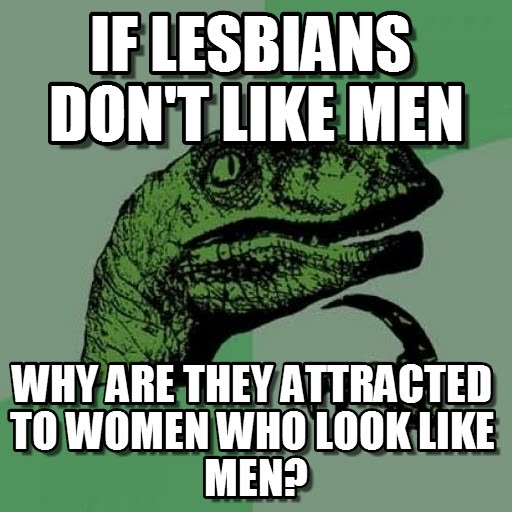 IF LESBIANS
DON'T LIKE MEN
WHY ARE THEY ATTRACTED
TO WOMEN WHO LOOK LIKE
MEN?